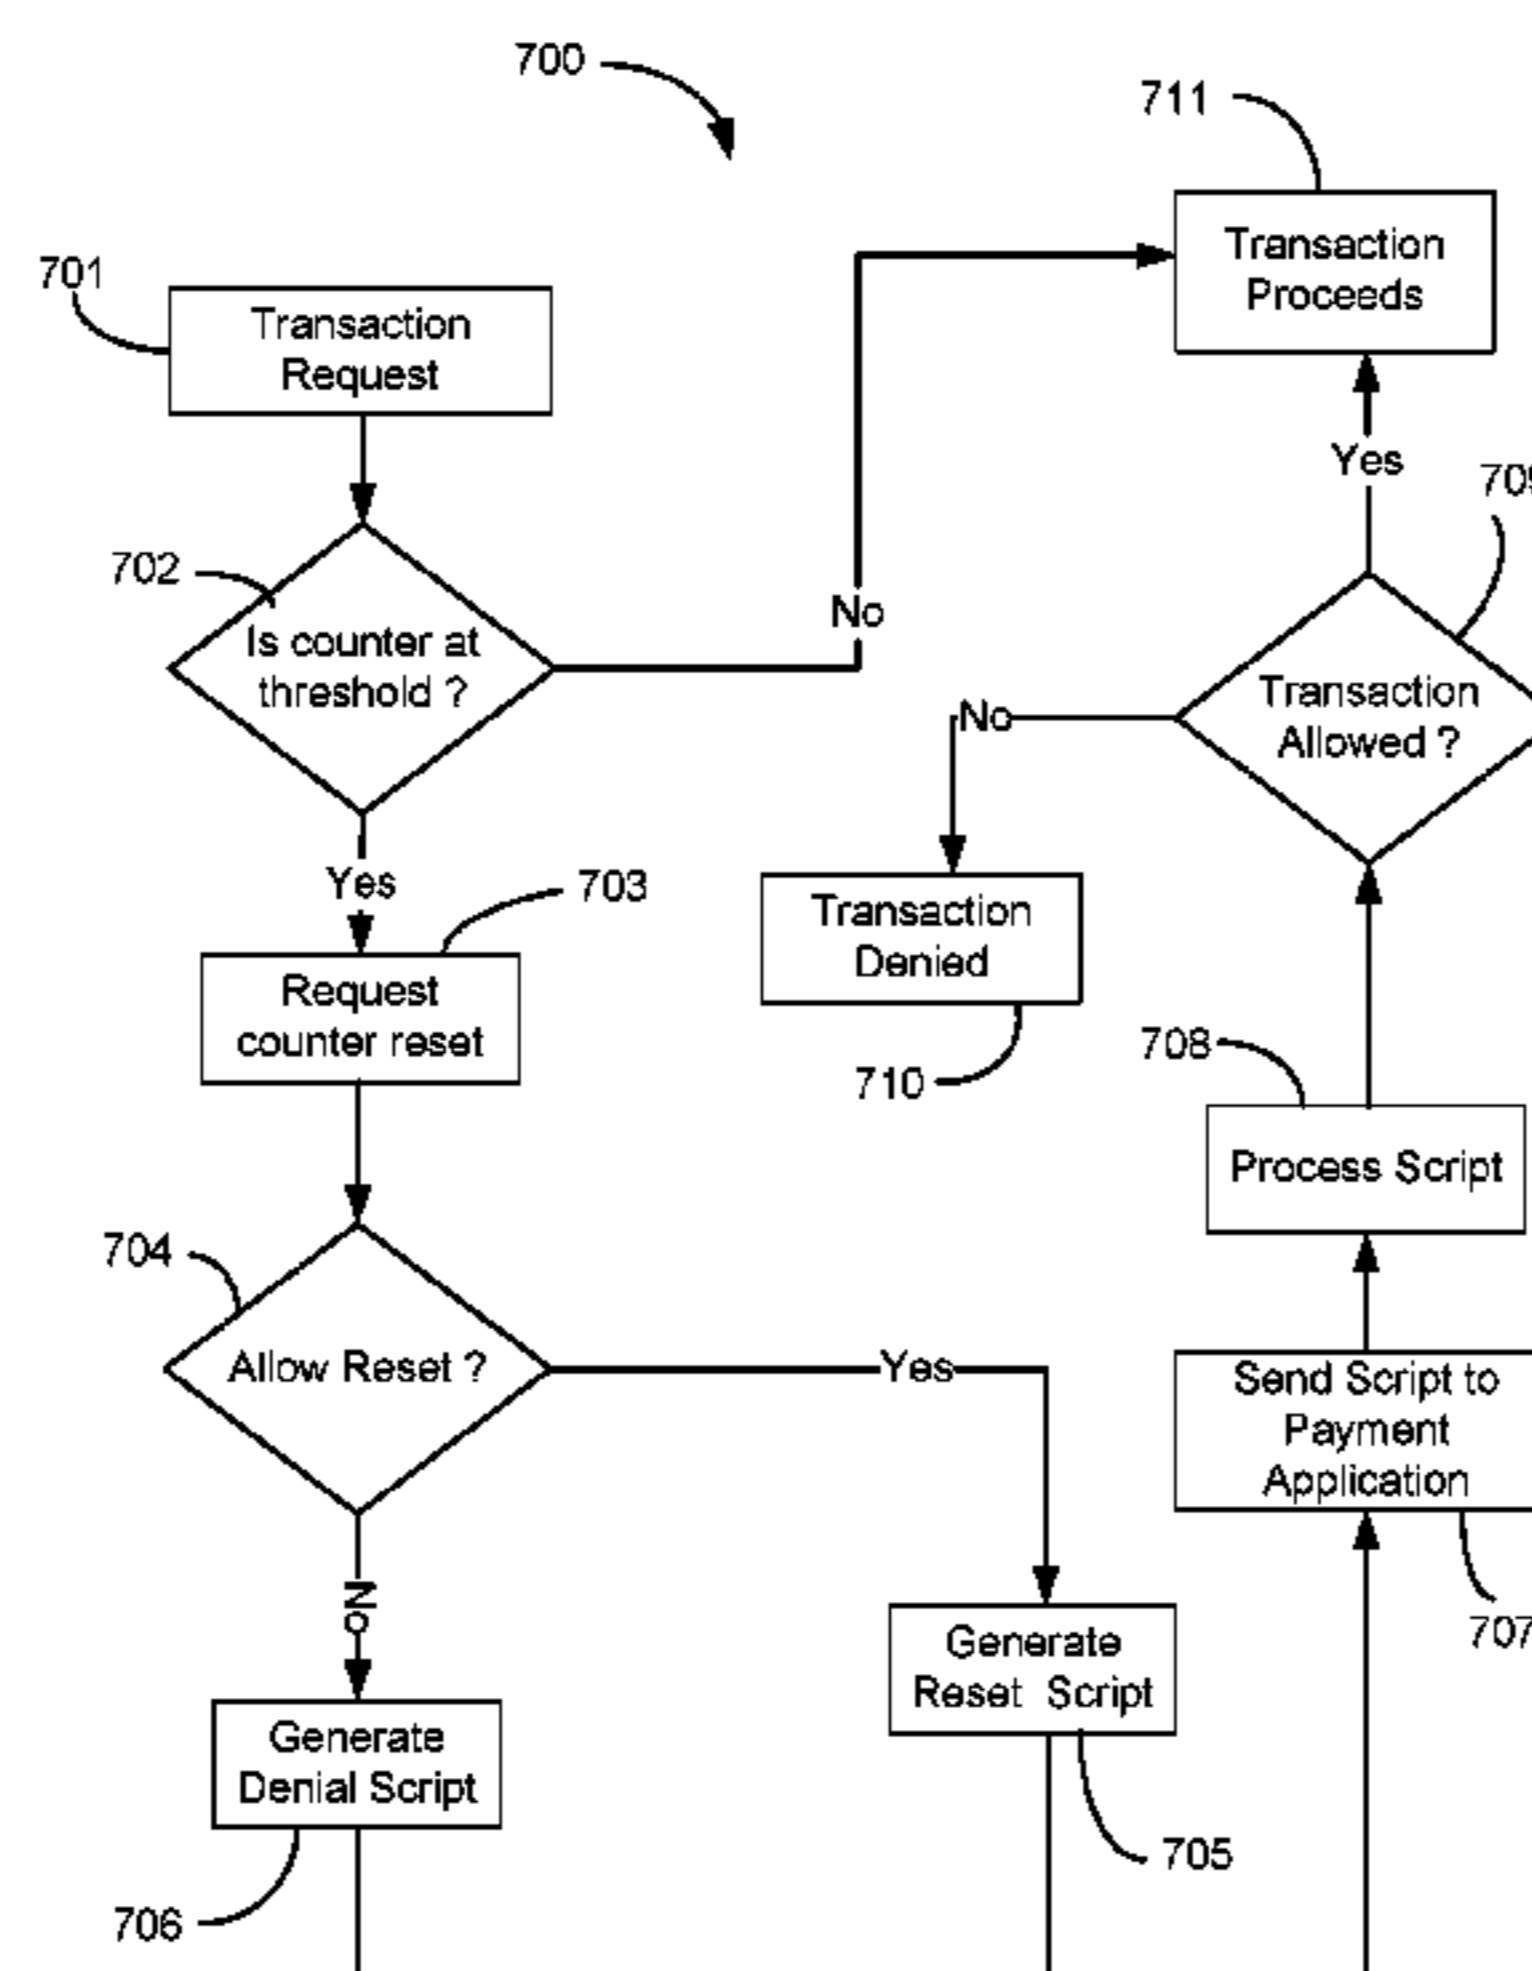 700
711
Transaction
Proceeds
701
Transaction
Request
Yes
702
Is counter at
threshold ?
No
709
Transaction
Allowed ?
No
Yes
703
Request
counter reset
Transaction
Denied
710
708
Process Script
704
Allow Reset ?
Yes
Send Script to
Payment
Application
707
No
Generate
Reset Script
705
Generate
Denial Script
706